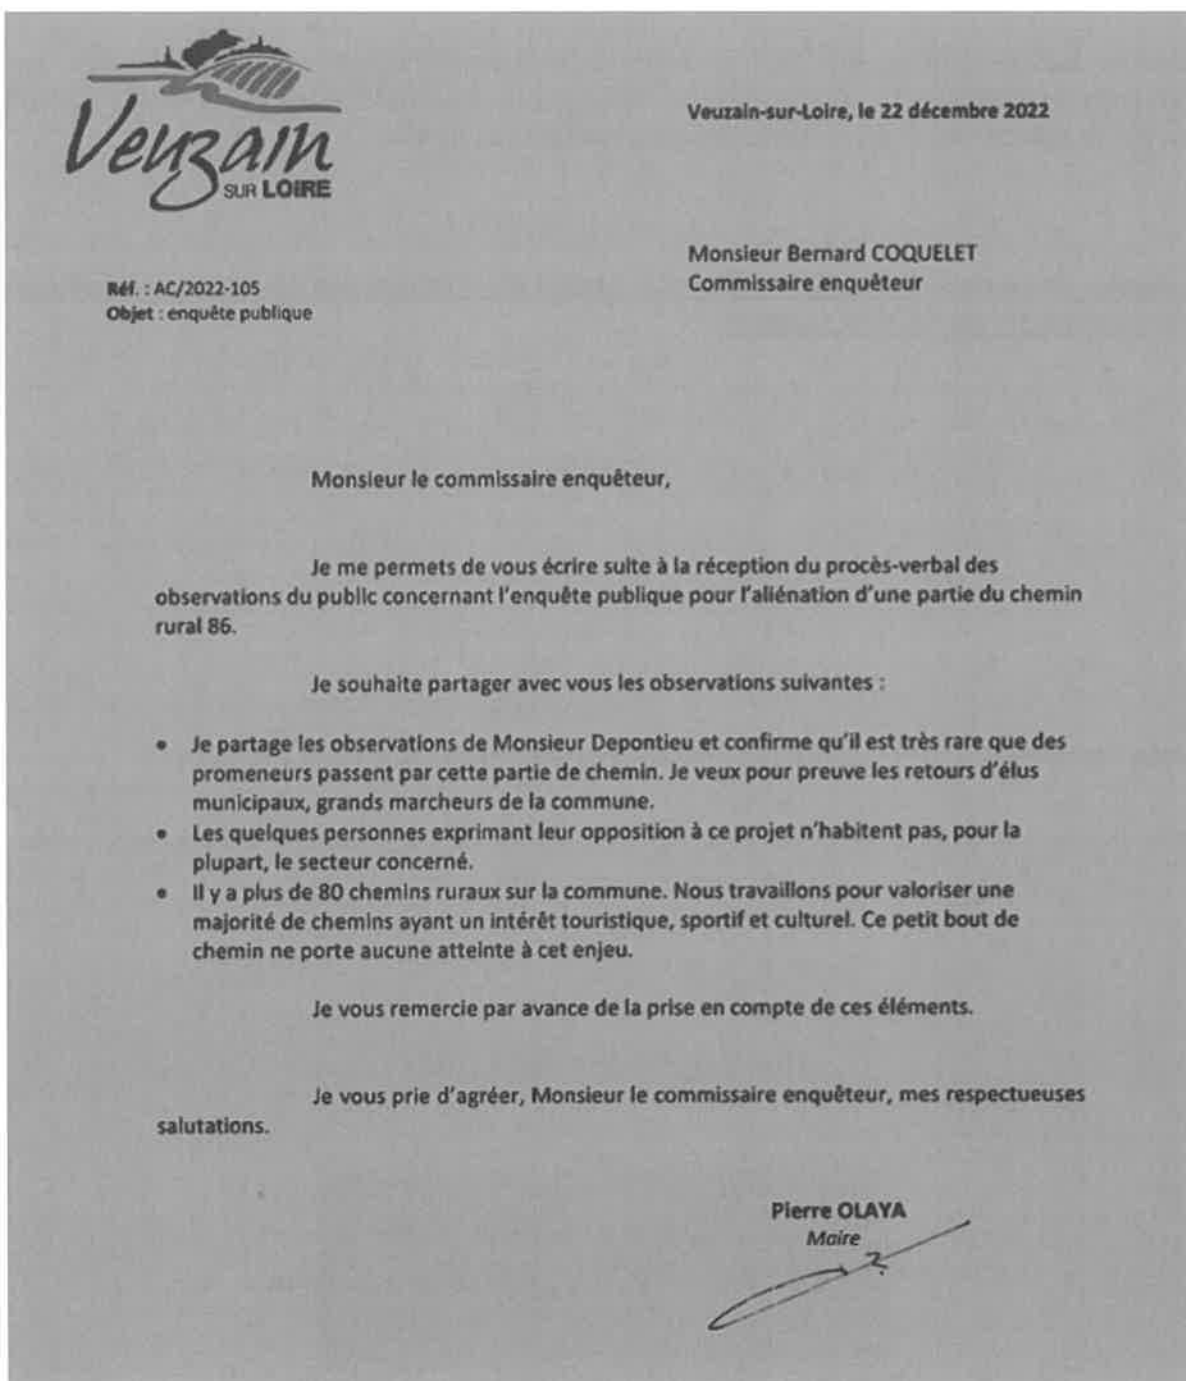 Veuzain
SUR LOIRE
Veuzain-sur-Loire, le 22 décembre 2022
Monsieur Bernard COQUELET
Commissaire enquêteur
Réf. : AC/2022-105
Objet : enquête publique
Monsieur le commissaire enquêteur,
Je me permets de vous écrire suite à la réception du procès-verbal des
observations du public concernant l'enquête publique pour l'aliénation d'une partie du chemin
rural 86.
Je souhaite partager avec vous les observations suivantes :
• Je partage les observations de Monsieur Depontieu et confirme qu'il est très rare que des
promeneurs passent par cette partie de chemin. Je veux pour preuve les retours d'élus
municipaux, grands marcheurs de la commune.
• Les quelques personnes exprimant leur opposition à ce projet n'habitent pas, pour la
plupart, le secteur concerné.
• Il y a plus de 80 chemins ruraux sur la commune. Nous travaillons pour valoriser une
majorité de chemins ayant un intérêt touristique, sportif et culturel. Ce petit bout de
chemin ne porte aucune atteinte à cet enjeu.
Je vous remercie par avance de la prise en compte de ces éléments.
Je vous prie d'agréer, Monsieur le commissaire enquêteur, mes respectueuses
salutations.
Pierre OLAYA
Maire